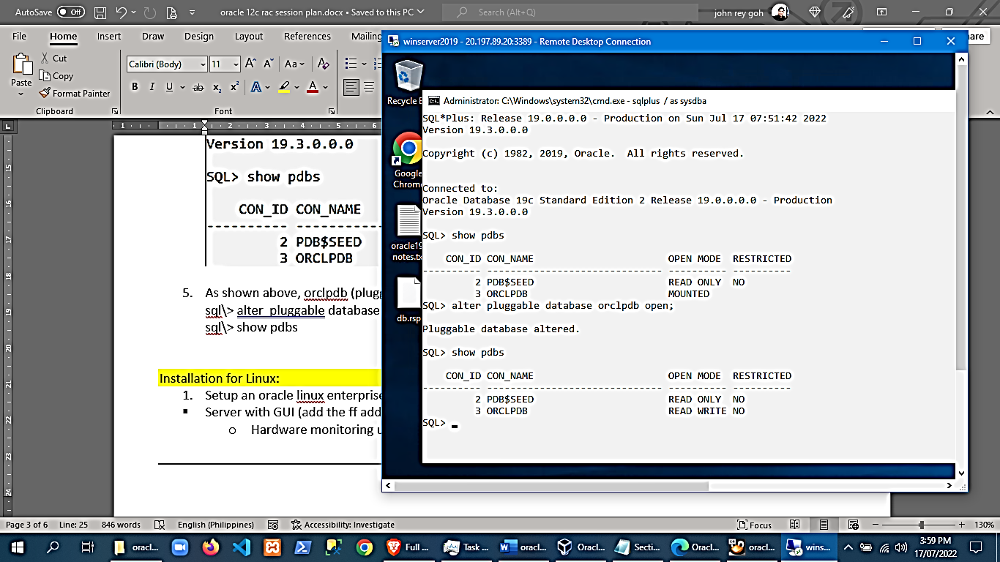 AutoSave Off oracle 12c rac session plan.docx • Saved to this PC Search (Alt+Q) john rey goh
File Home Insert Draw Design Layout References Mailing
Paste Cut
Copy
Format Painter
Clipboard
Calibri (Body) 11 A A Aa A
B I U ab x₂ x² A A
Font
winserver2019 - 20.197.89.20:3389 - Remote Desktop Connection
Recycle B
Google
Chrom
oracle19
notes.tx
db.rsp
Administrator: C:\Windows\system32\cmd.exe - sqlplus / as sysdba
SQL*Plus: Release 19.0.0.0.0 - Production on Sun Jul 17 07:51:42 2022
Version 19.3.0.0.0
Copyright (c) 1982, 2019, Oracle.  All rights reserved.
Connected to:
Oracle Database 19c Standard Edition 2 Release 19.0.0.0.0 - Production
Version 19.3.0.0.0
SQL> show pdbs
CON_ID CON_NAME OPEN MODE RESTRICTED
---------- ------------------------------ ---------- ----------
2 PDB$SEED READ ONLY NO
3 ORCLPDB MOUNTED
SQL> alter pluggable database orclpdb open;
Pluggable database altered.
SQL> show pdbs
CON_ID CON_NAME OPEN MODE RESTRICTED
---------- ------------------------------ ---------- ----------
2 PDB$SEED READ ONLY NO
3 ORCLPDB READ WRITE NO
SQL>
Version 19.3.0.0.0
SQL> show pdbs
CON_ID CON_NAME
2 PDB$SEED
3 ORCLPDB
5. As shown above, orclpdb (plugg
sql\> alter pluggable database
sql\> show pdbs
Installation for Linux:
1. Setup an oracle linux enterprise
▪ Server with GUI (add the ff add
o Hardware monitoring u
Page 3 of 6 Line: 25 846 words English (Philippines) Accessibility: Investigate Focus 130%
oracl... Full ... Task ... oracl... Oracl... Secti... Oracl... oracl... wins... 3:59 PM
17/07/2022